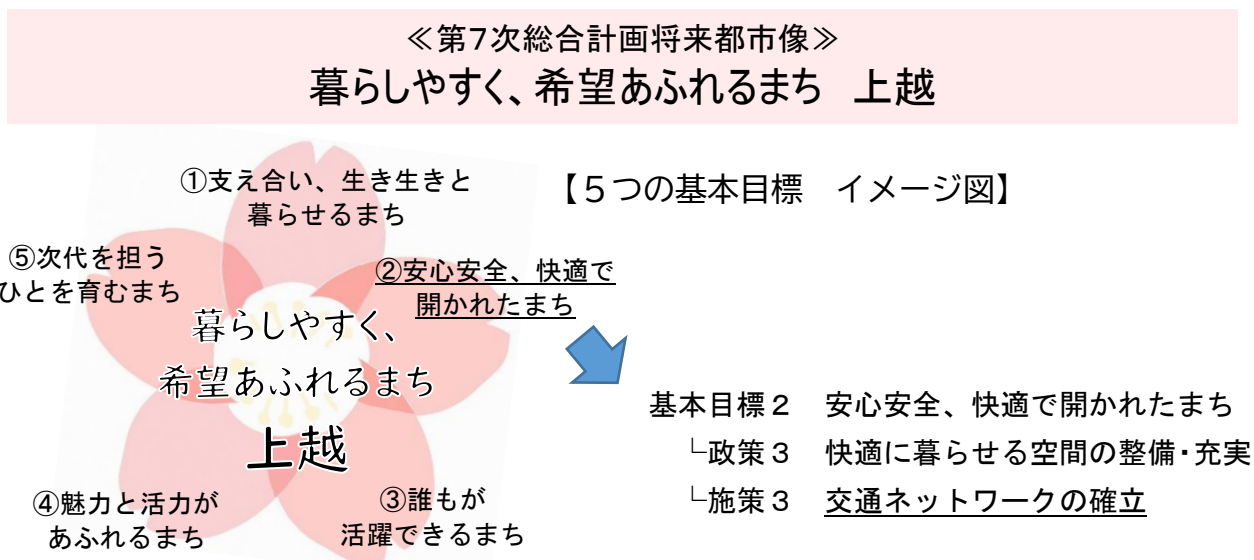 ≪第7次総合計画将来都市像≫
暮らしやすく、希望あふれるまち　上越
【５つの基本目標　イメージ図】
①支え合い、生き生きと
暮らせるまち
②安心安全、快適で
開かれたまち
③誰もが
活躍できるまち
④魅力と活力が
あふれるまち
⑤次代を担う
ひとを育むまち
暮らしやすく、
希望あふれるまち
上越
基本目標２　安心安全、快適で開かれたまち
└政策３　快適に暮らせる空間の整備・充実
└施策３　交通ネットワークの確立